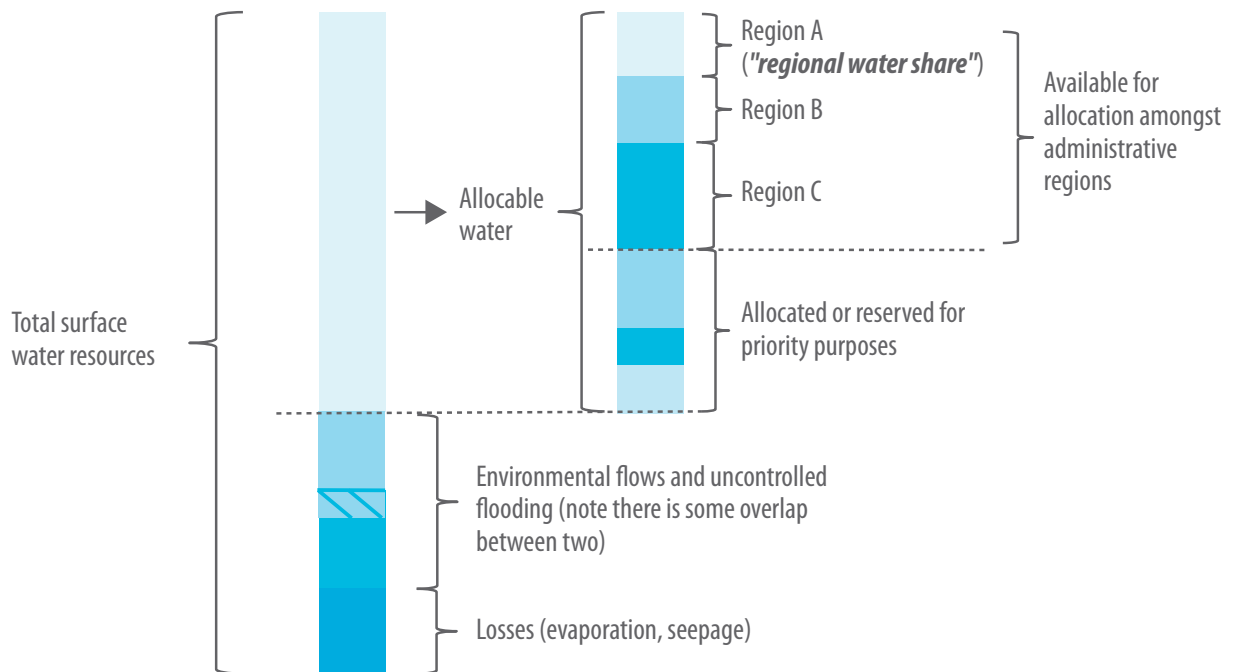 Region A
("regional water share")
Region B
Region C
Available for
allocation amongst
administrative
regions
Allocable
water
Allocated or reserved for
priority purposes
Total surface
water resources
Environmental flows and uncontrolled
flooding (note there is some overlap
between two)
Losses (evaporation, seepage)